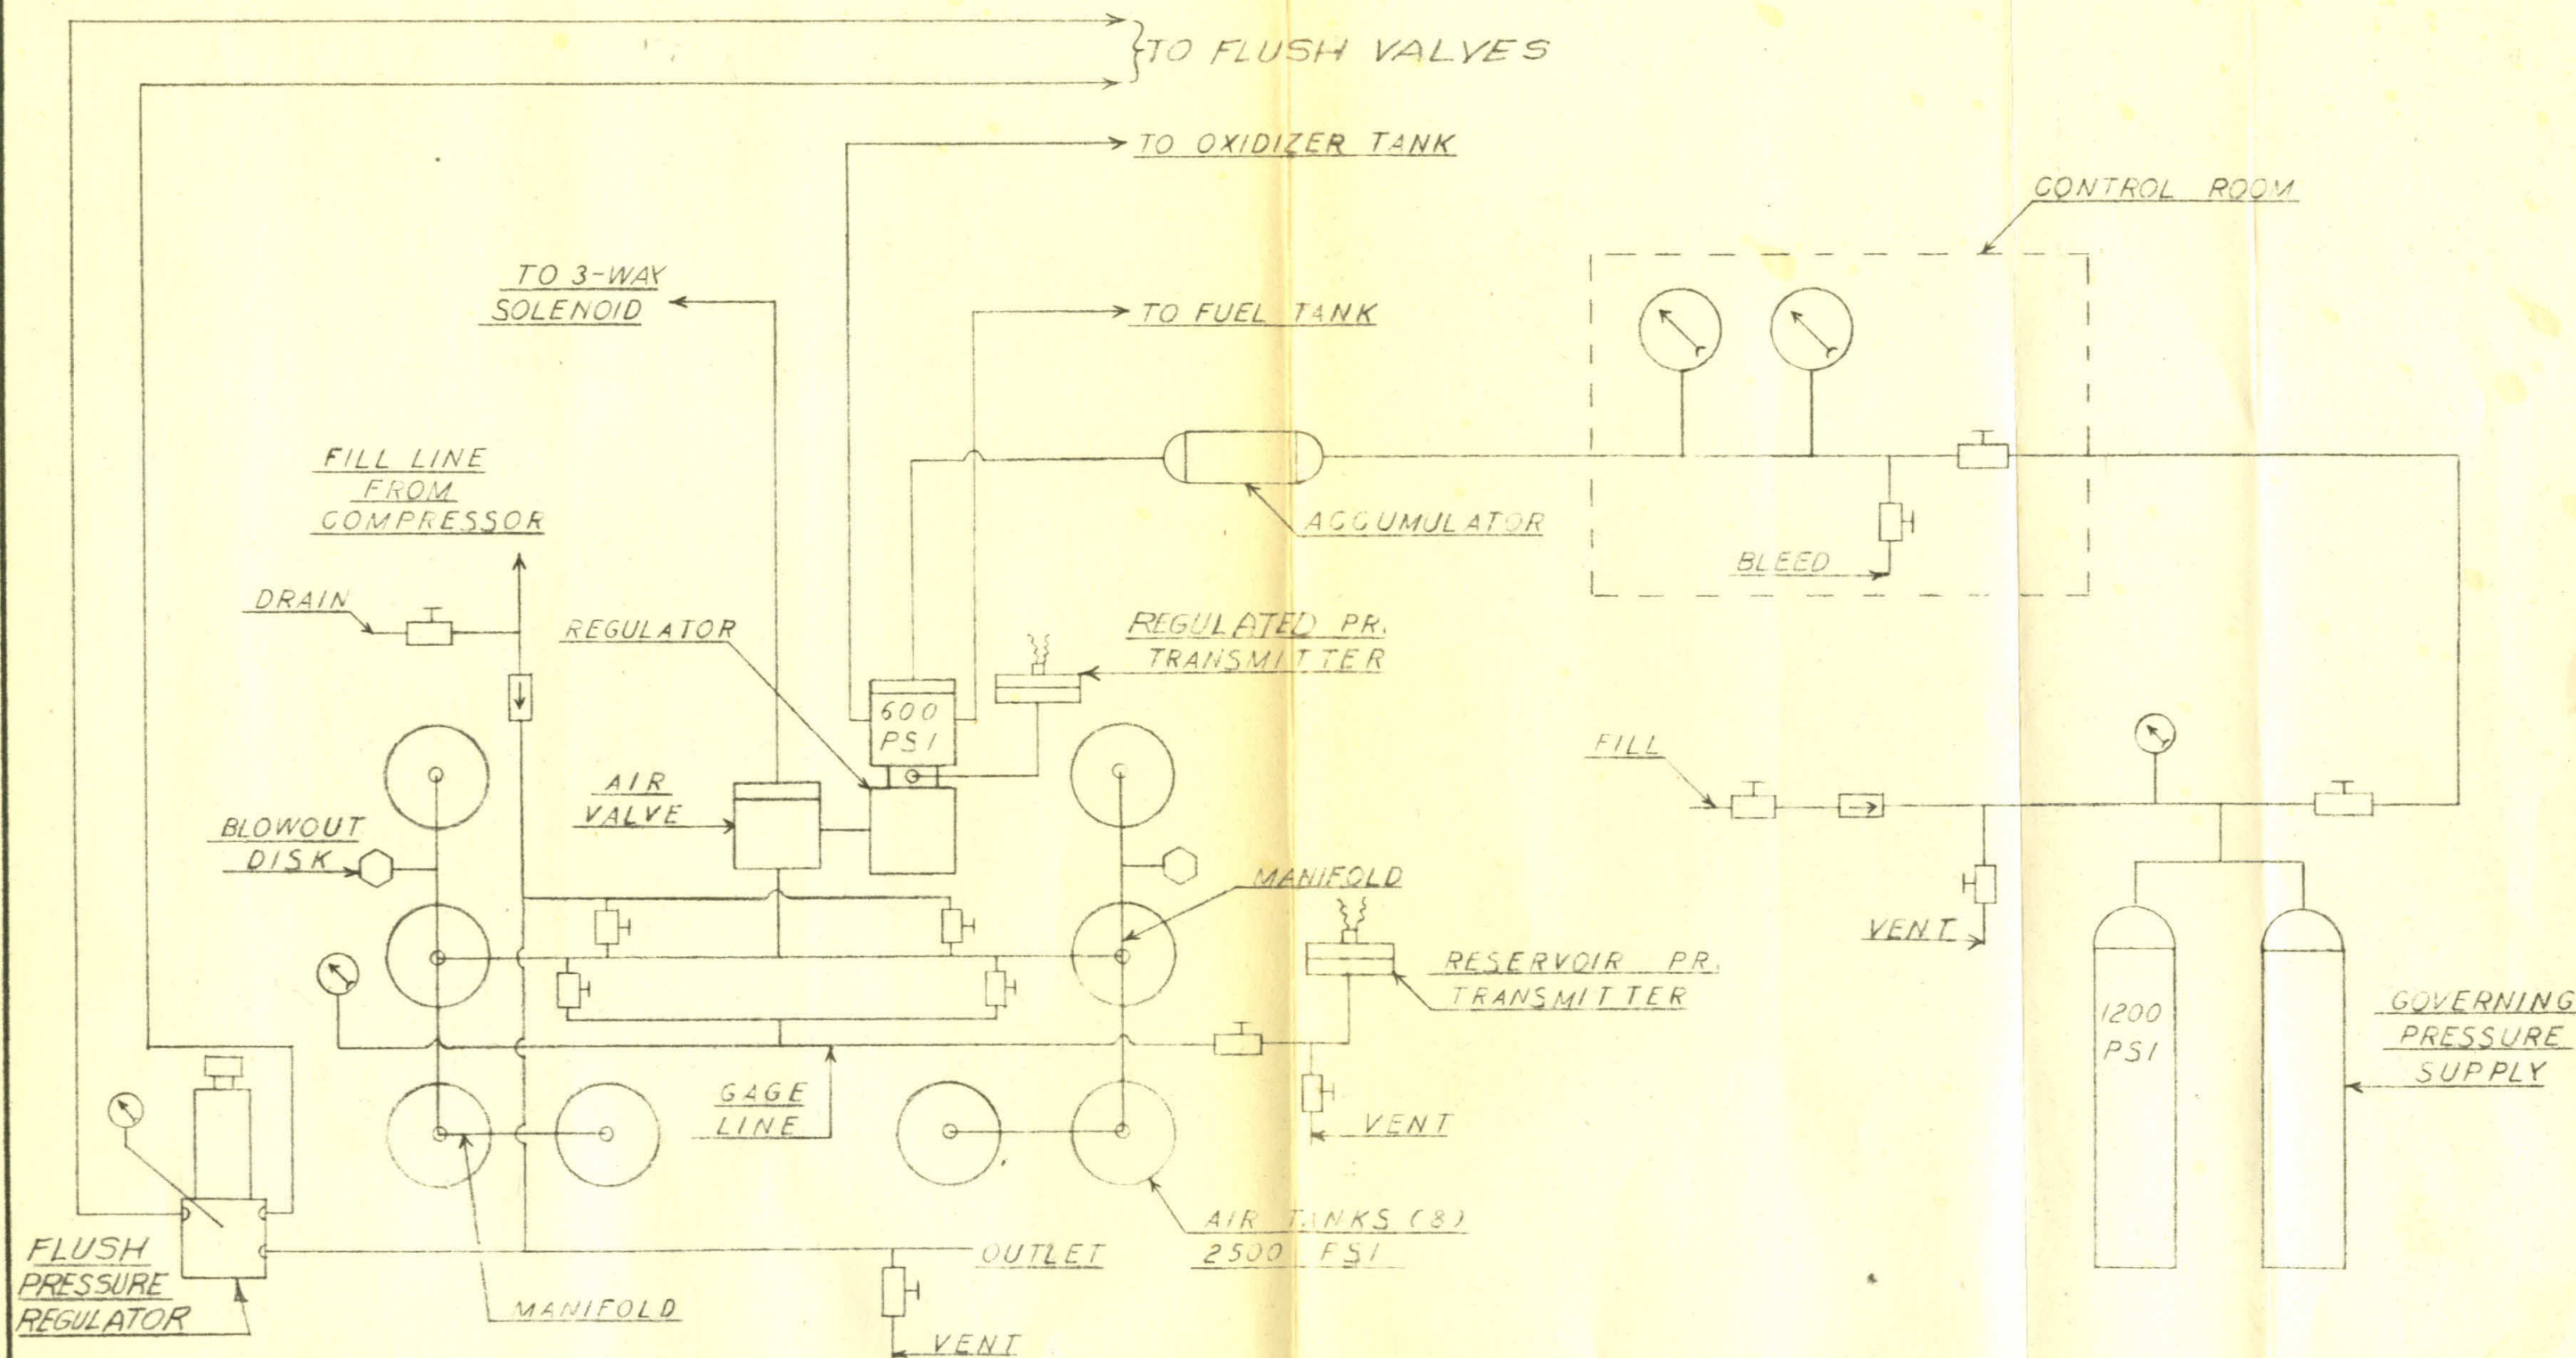 TO FLUSH VALVES
TO OXIDIZER TANK
CONTROL ROOM
TO 3-WAY
SOLENOID
TO FUEL TANK
FILL LINE
FROM
COMPRESSOR
ACCUMULATOR
BLEED
DRAIN
REGULATOR
REGULATED PR.
TRANSMITTER
600
PSI
FILL
AIR
VALVE
BLOWOUT
DISK
MANIFOLD
VENT
RESERVOIR PR.
TRANSMITTER
1200
PSI
GOVERNING
PRESSURE
SUPPLY
GAGE
LINE
VENT
AIR TANKS (8)
2500 PSI
FLUSH
PRESSURE
REGULATOR
OUTLET
MANIFOLD
VENT